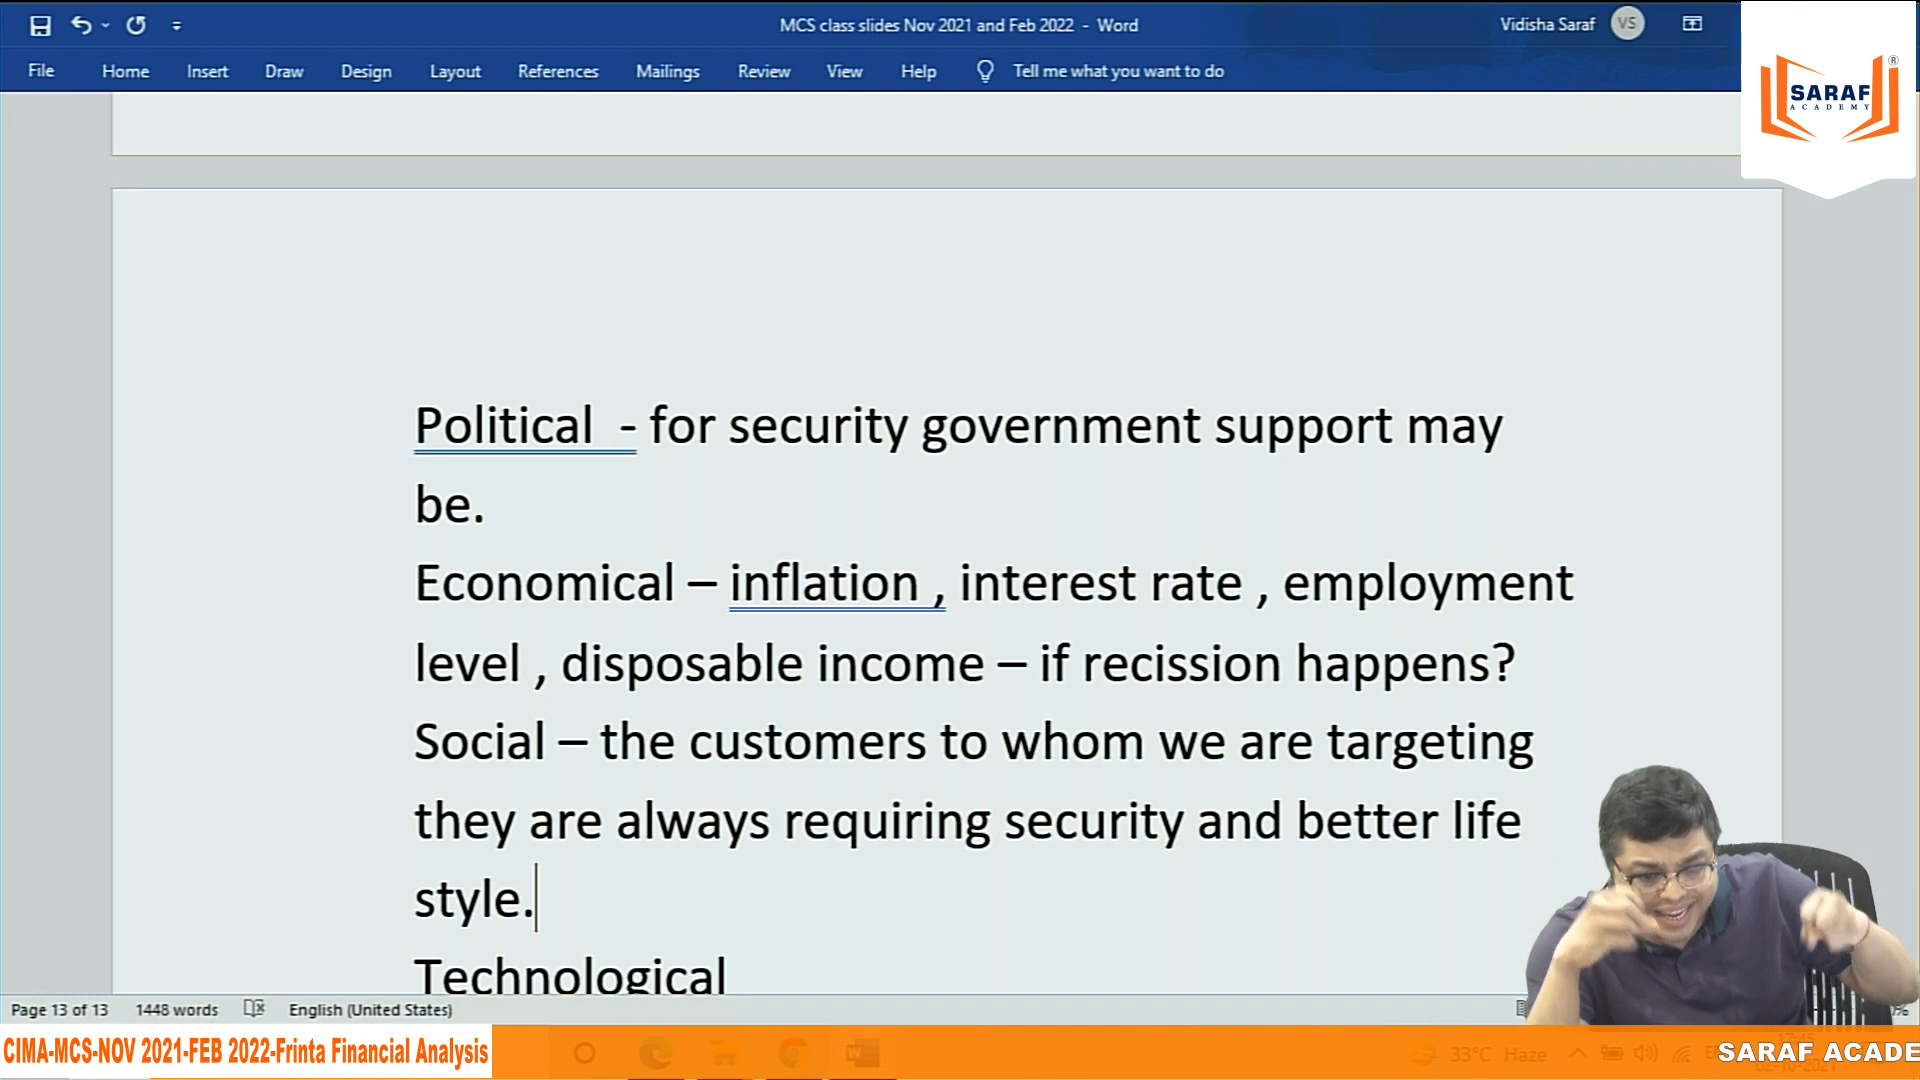 MCS class slides Nov 2021 and Feb 2022 - Word
Vidisha Saraf
VS
File Home Insert Draw Design Layout References Mailings Review View Help Tell me what you want to do
SARAF
ACADEMY
®
Political - for security government support may
be.
Economical – inflation , interest rate , employment
level , disposable income – if recission happens?
Social – the customers to whom we are targeting
they are always requiring security and better life
style.
Technological
Page 13 of 13 1448 words English (United States)
CIMA-MCS-NOV 2021-FEB 2022-Frinta Financial Analysis
33°C Haze
SARAF ACADE